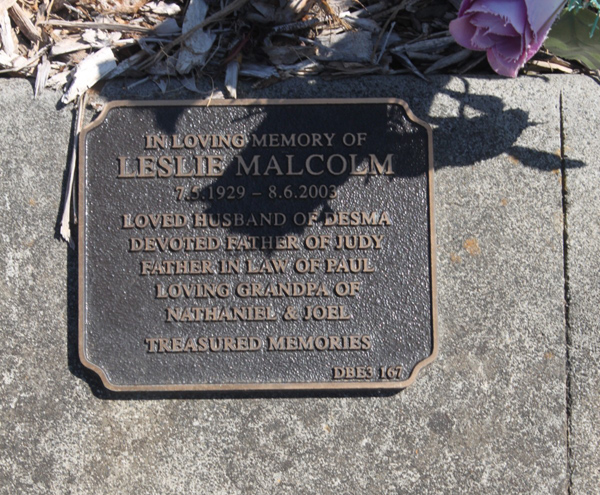 IN LOVING MEMORY OF
LESLIE MALCOLM
7.5.1929 – 8.6.2003
LOVED HUSBAND OF DESMA
DEVOTED FATHER OF JUDY
FATHER IN LAW OF PAUL
LOVING GRANDPA OF
NATHANIEL & JOEL
TREASURED MEMORIES
DBE3 167